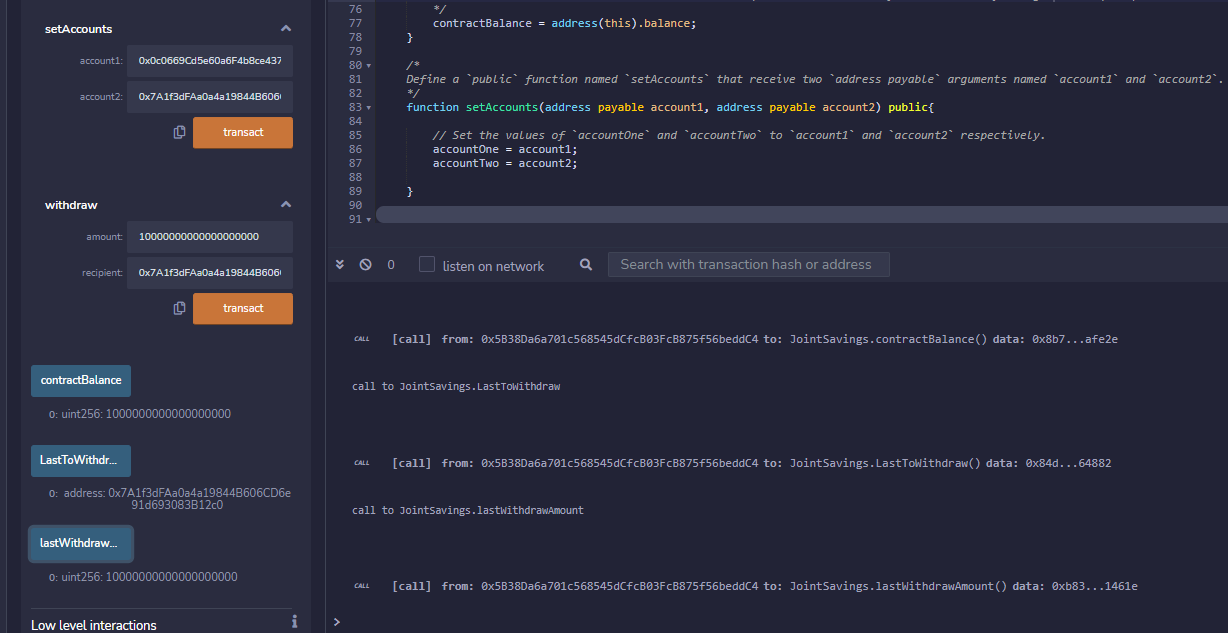 setAccounts
account1: 0x0c0669Cd5e60a6F4b8ce437
account2: 0x7A1f3dFAa0a4a19844B606
transact
withdraw
amount: 10000000000000000000
recipient: 0x7A1f3dFAa0a4a19844B606
transact
contractBalance
0: uint256: 1000000000000000000
LastToWithdr...
0: address: 0x7A1f3dFAa0a4a19844B606CD6e
91d693083B12c0
lastWithdraw...
0: uint256: 10000000000000000000
Low level interactions
76 */
77 contractBalance = address(this).balance;
78 }
79
80 /*
81 Define a `public` function named `setAccounts` that receive two `address payable` arguments named `account1` and `account2`.
82 */
83 function setAccounts(address payable account1, address payable account2) public{
84
85 // Set the values of `accountOne` and `accountTwo` to `account1` and `account2` respectively.
86 accountOne = account1;
87 accountTwo = account2;
88
89 }
90
91
0 listen on network Search with transaction hash or address
CALL [call] from: 0x5B38Da6a701c568545dCfcB03FcB875f56beddC4 to: JointSavings.contractBalance() data: 0x8b7...afe2e
call to JointSavings.LastToWithdraw
CALL [call] from: 0x5B38Da6a701c568545dCfcB03FcB875f56beddC4 to: JointSavings.LastToWithdraw() data: 0x84d...64882
call to JointSavings.lastWithdrawAmount
CALL [call] from: 0x5B38Da6a701c568545dCfcB03FcB875f56beddC4 to: JointSavings.lastWithdrawAmount() data: 0xb83...1461e
>